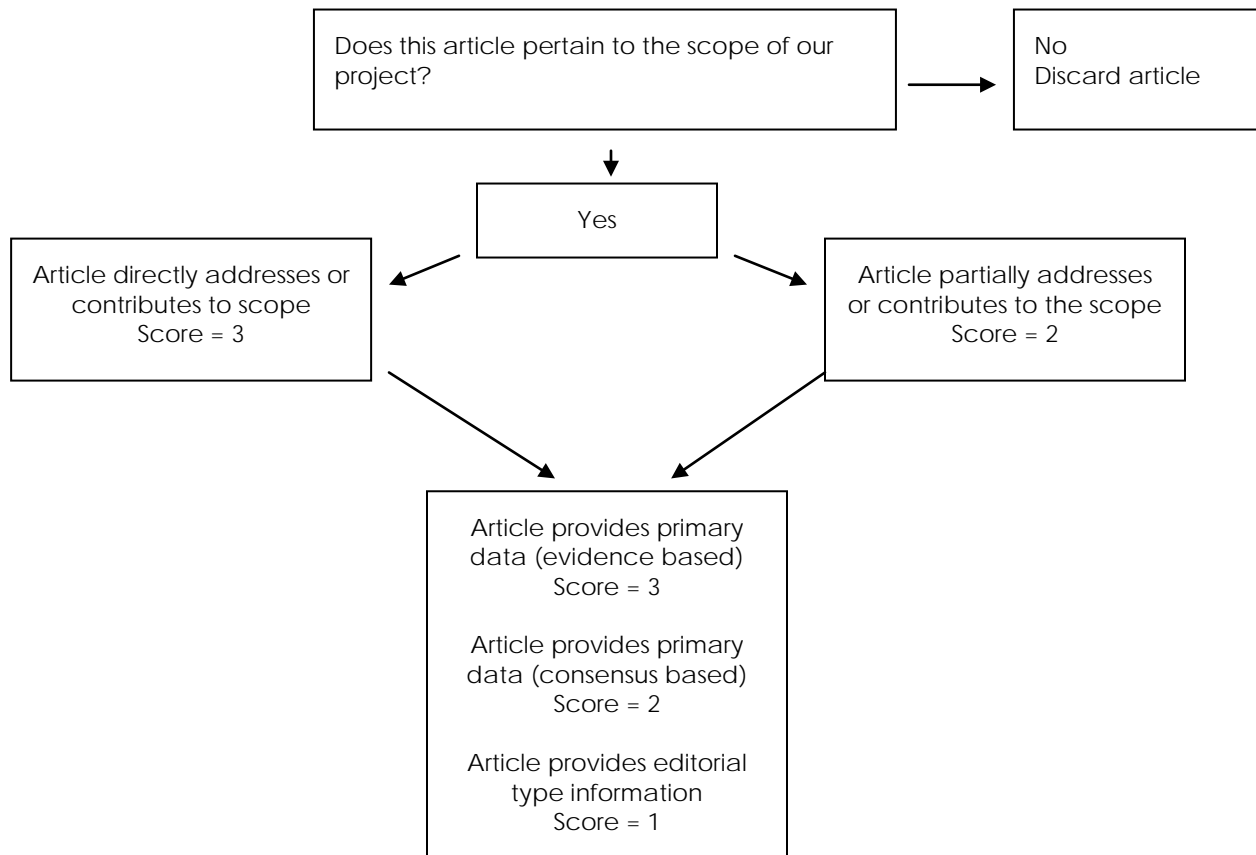 Does this article pertain to the scope of our
project?
No
Discard article
Yes
Article directly addresses or
contributes to scope
Score = 3
Article partially addresses
or contributes to the scope
Score = 2
Article provides primary
data (evidence based)
Score = 3
Article provides primary
data (consensus based)
Score = 2
Article provides editorial
type information
Score = 1